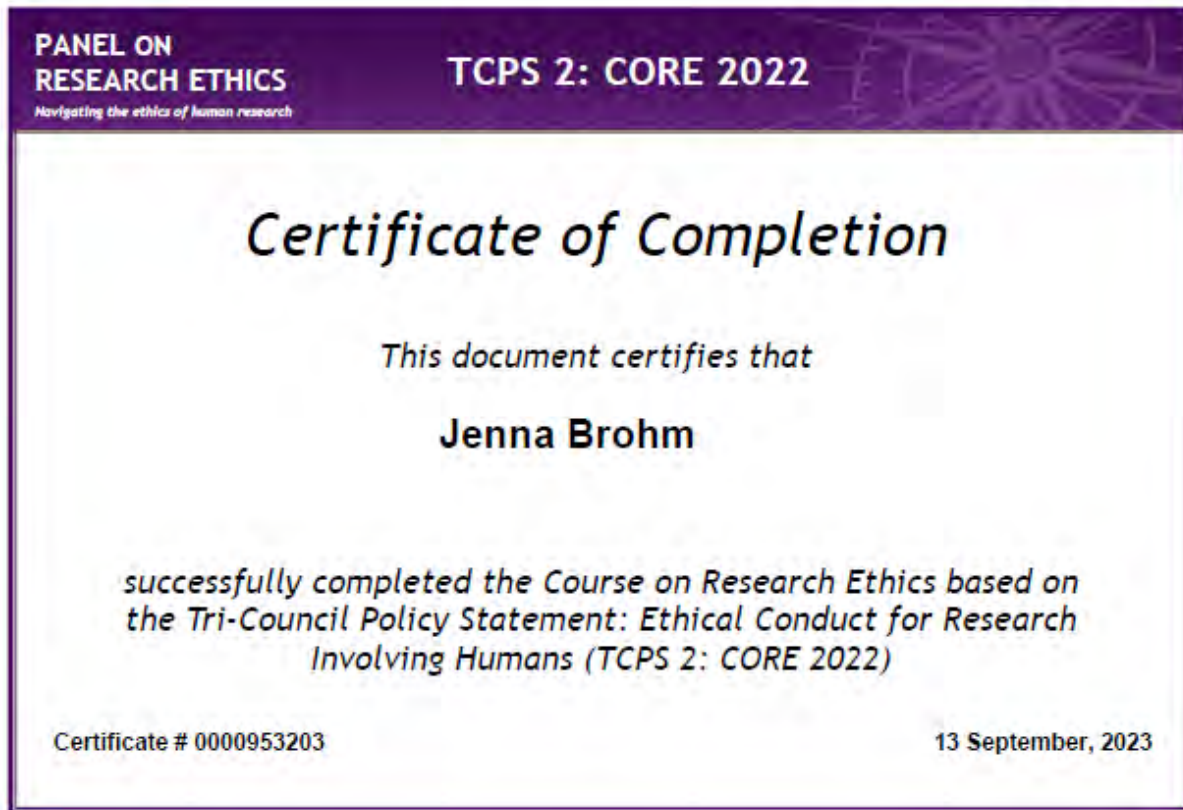 PANEL ON
RESEARCH ETHICS
Navigating the ethics of human research
TCPS 2: CORE 2022
Certificate of Completion
This document certifies that
Jenna Brohm
successfully completed the Course on Research Ethics based on
the Tri-Council Policy Statement: Ethical Conduct for Research
Involving Humans (TCPS 2: CORE 2022)
Certificate # 0000953203
13 September, 2023